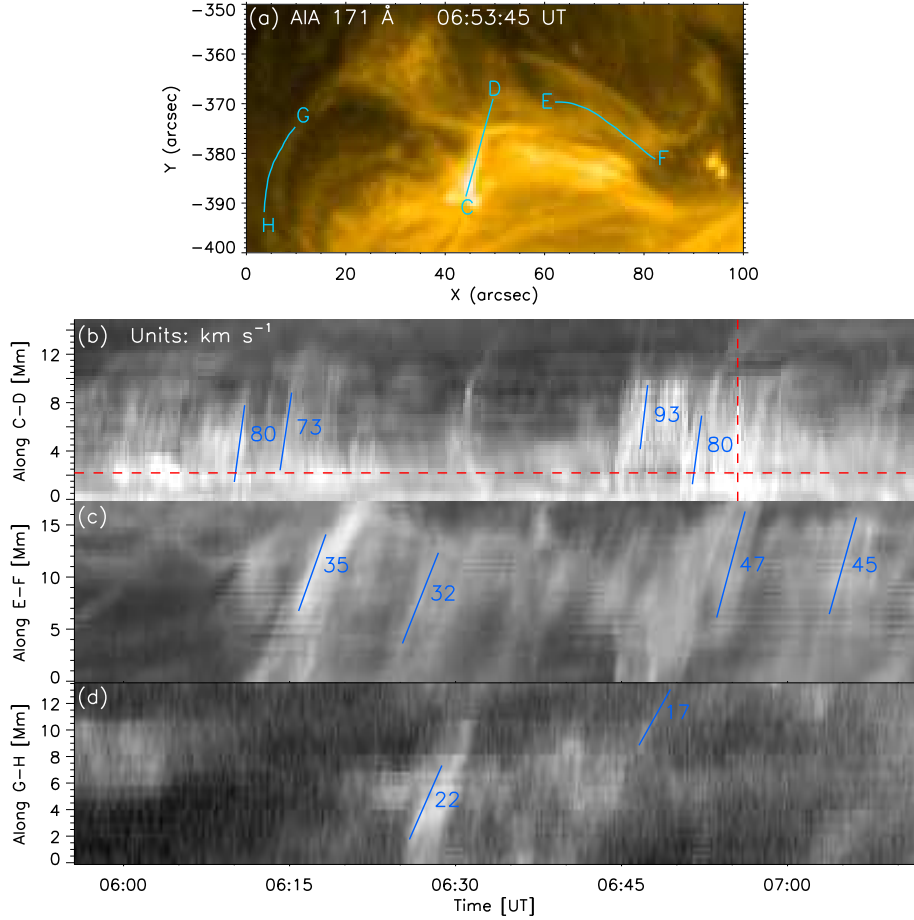 (a) AIA 171 Å 06:53:45 UT
-350
-360
-370
-380
-390
-400
Y (arcsec)
G
H
D
C
E
F
0 20 40 60 80 100
X (arcsec)
(b) Units: km s⁻¹
12
8
4
0
Along C-D [Mm]
80
73
93
80
(c)
15
10
5
0
Along E-F [Mm]
35
32
47
45
(d)
12
10
8
6
4
2
0
Along G-H [Mm]
22
17
06:00 06:15 06:30 06:45 07:00
Time [UT]